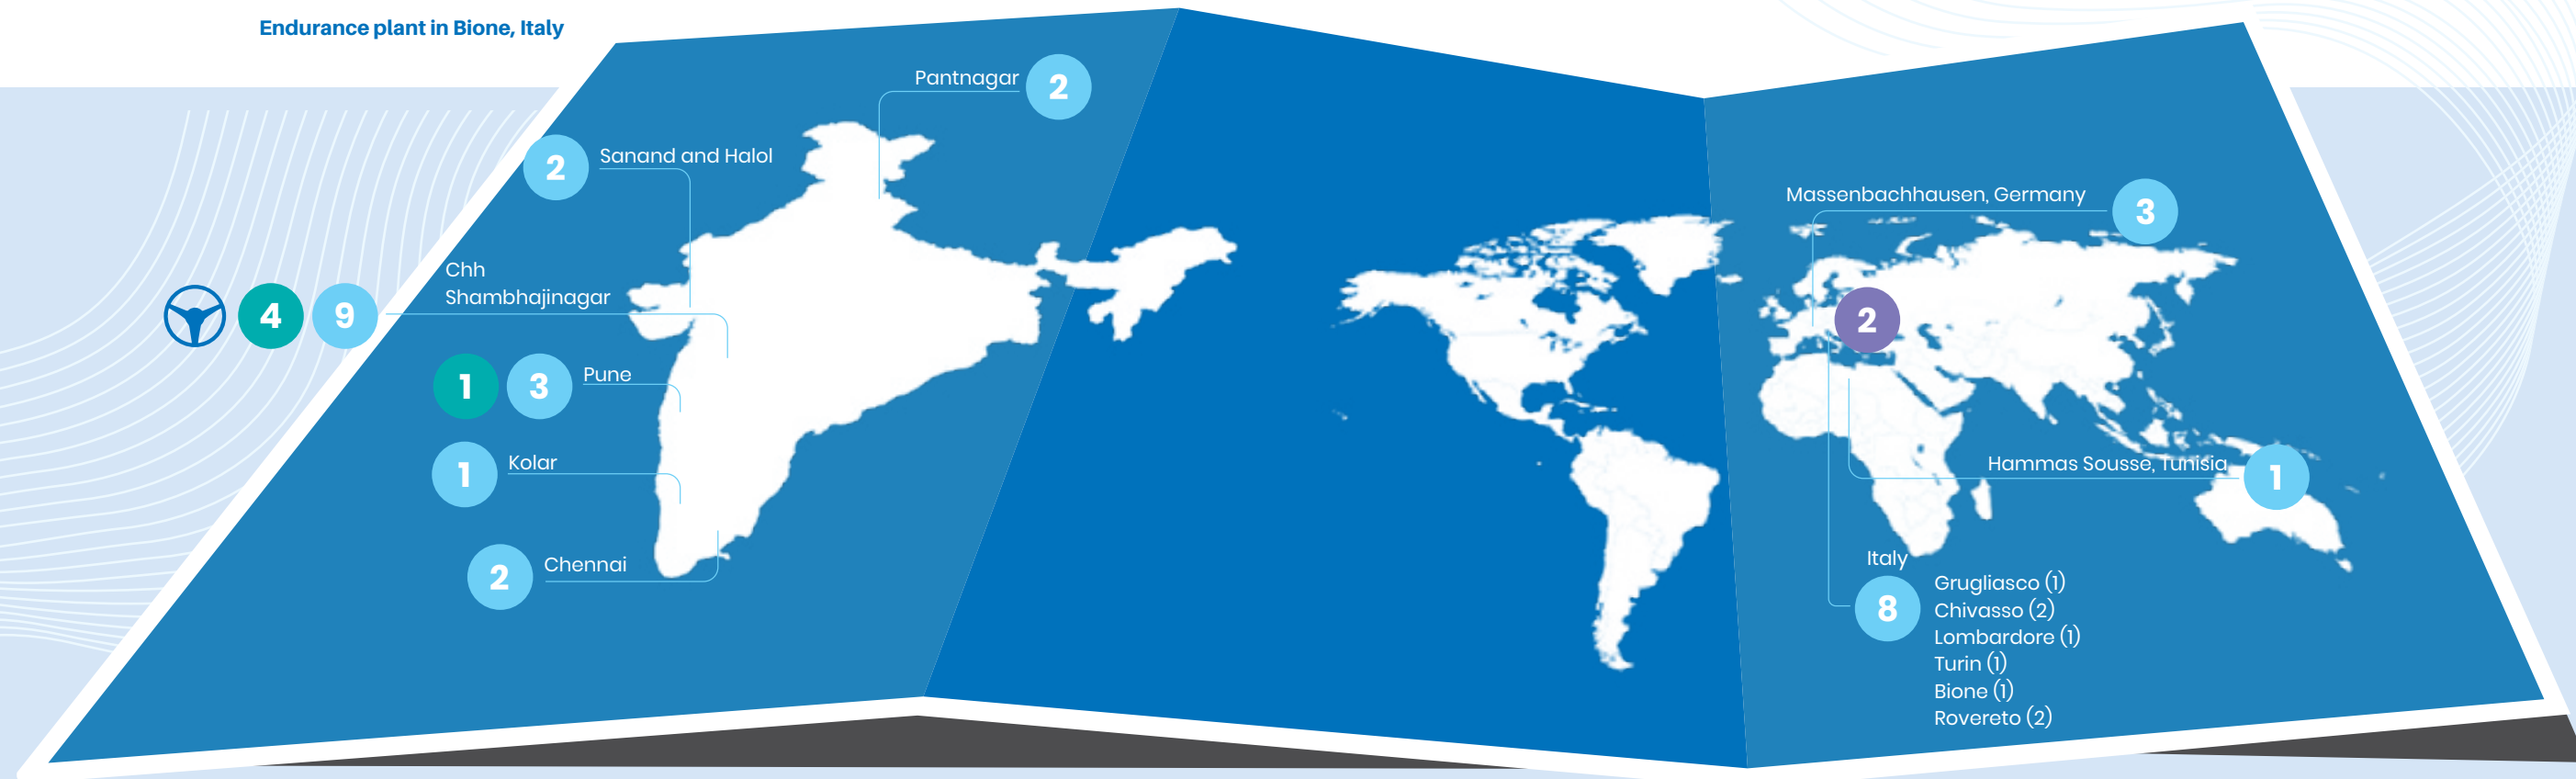 Endurance plant in Bione, Italy
Pantnagar
2
2
Sanand and Halol
Chh
Shambhajinagar
4
9
1
3
Pune
1
Kolar
2
Chennai
Massenbachhausen, Germany
3
2
Hammas Sousse, Tunisia
1
Italy
8
Grugliasco (1)
Chivasso (2)
Lombardore (1)
Turin (1)
Bione (1)
Rovereto (2)